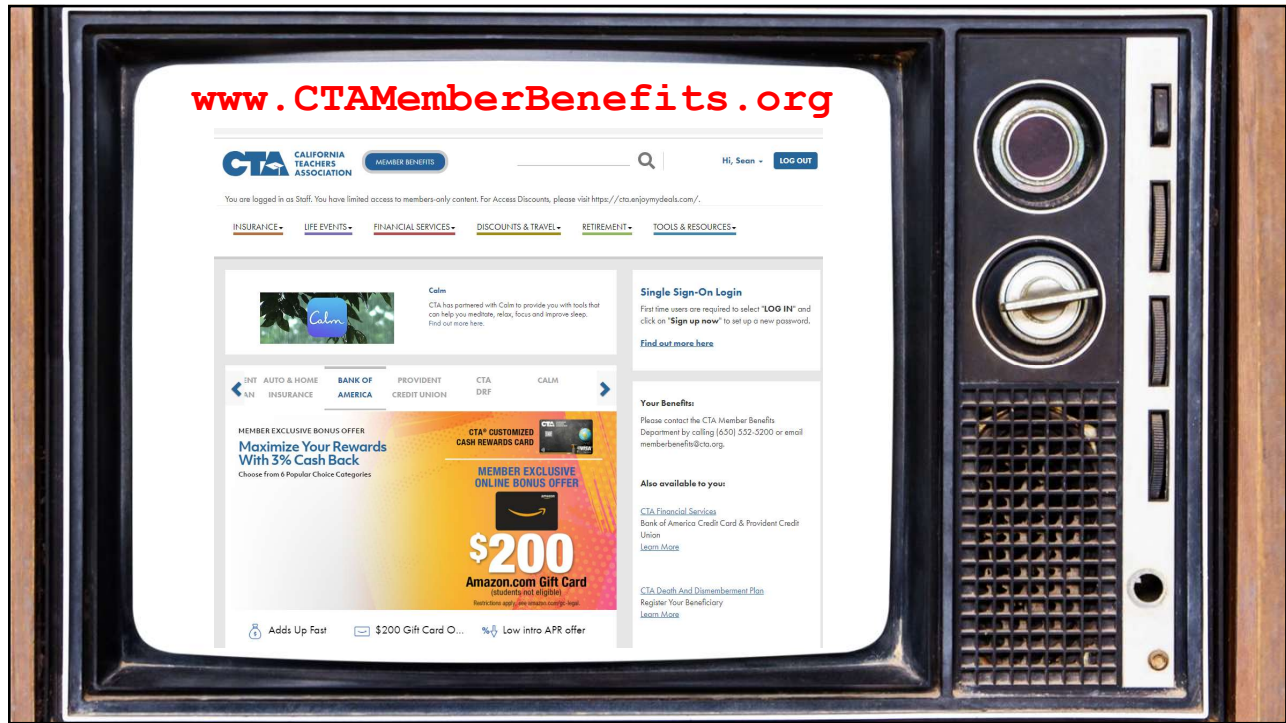 www.CTAMemberBenefits.org
CTA CALIFORNIA TEACHERS ASSOCIATION
MEMBER BENEFITS
Hi, Sean
LOG OUT
You are logged in as Staff. You have limited access to members-only content. For Access Discounts, please visit https://cta.enjoymydeals.com/.
INSURANCE LIFE EVENTS FINANCIAL SERVICES DISCOUNTS & TRAVEL RETIREMENT TOOLS & RESOURCES
Calm
Calm
CTA has partnered with Calm to provide you with tools that
can help you meditate, relax, focus and improve sleep.
Find out more here.
Single Sign-On Login
First time users are required to select "LOG IN" and
click on "Sign up now" to set up a new password.
Find out more here
ENT AUTO & HOME BANK OF PROVIDENT CTA CALM
AN INSURANCE AMERICA CREDIT UNION DRF
MEMBER EXCLUSIVE BONUS OFFER
Maximize Your Rewards
With 3% Cash Back
Choose from 6 Popular Choice Categories
CTA® CUSTOMIZED
CASH REWARDS CARD
CTA
MEMBER EXCLUSIVE
ONLINE BONUS OFFER
amazon
$200
Amazon.com Gift Card
(students not eligible)
Your Benefits:
Please contact the CTA Member Benefits
Department by calling (650) 552-5200 or email
memberbenefits@cta.org.
Also available to you:
CTA Financial Services
Bank of America Credit Card & Provident Credit
Union
Learn More
CTA Death And Dismemberment Plan
Register Your Beneficiary
Learn More
Adds Up Fast $200 Gift Card O... Low intro APR offer